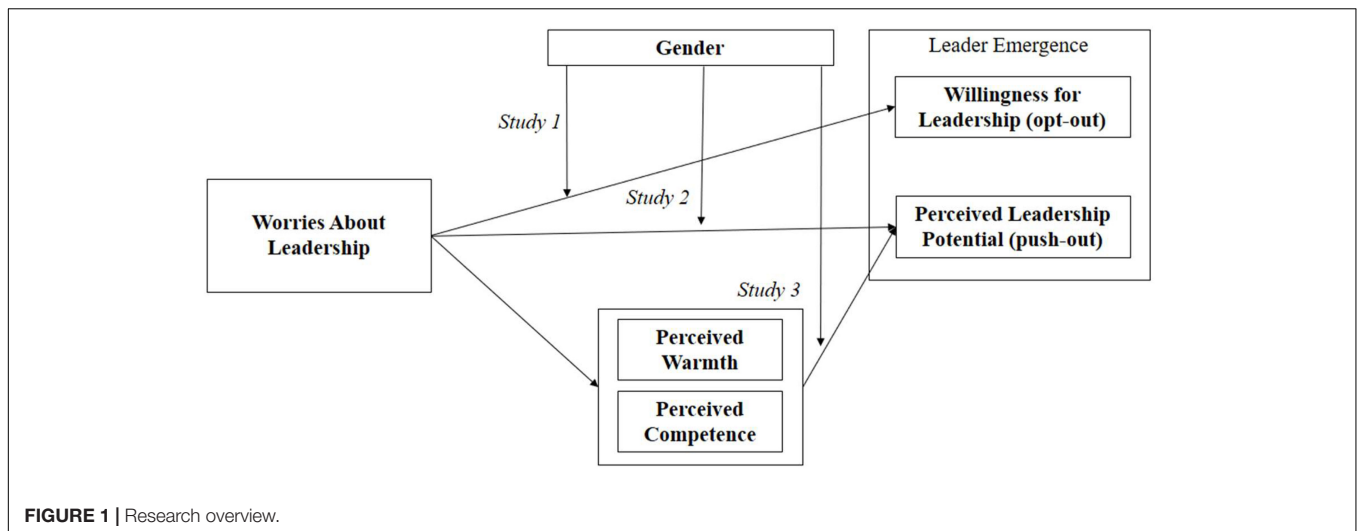 Gender
Leader Emergence
Willingness for
Leadership (opt-out)
Study 1
Worries About
Leadership
Study 2
Perceived Leadership
Potential (push-out)
Study 3
Perceived
Warmth
Perceived
Competence
FIGURE 1 | Research overview.